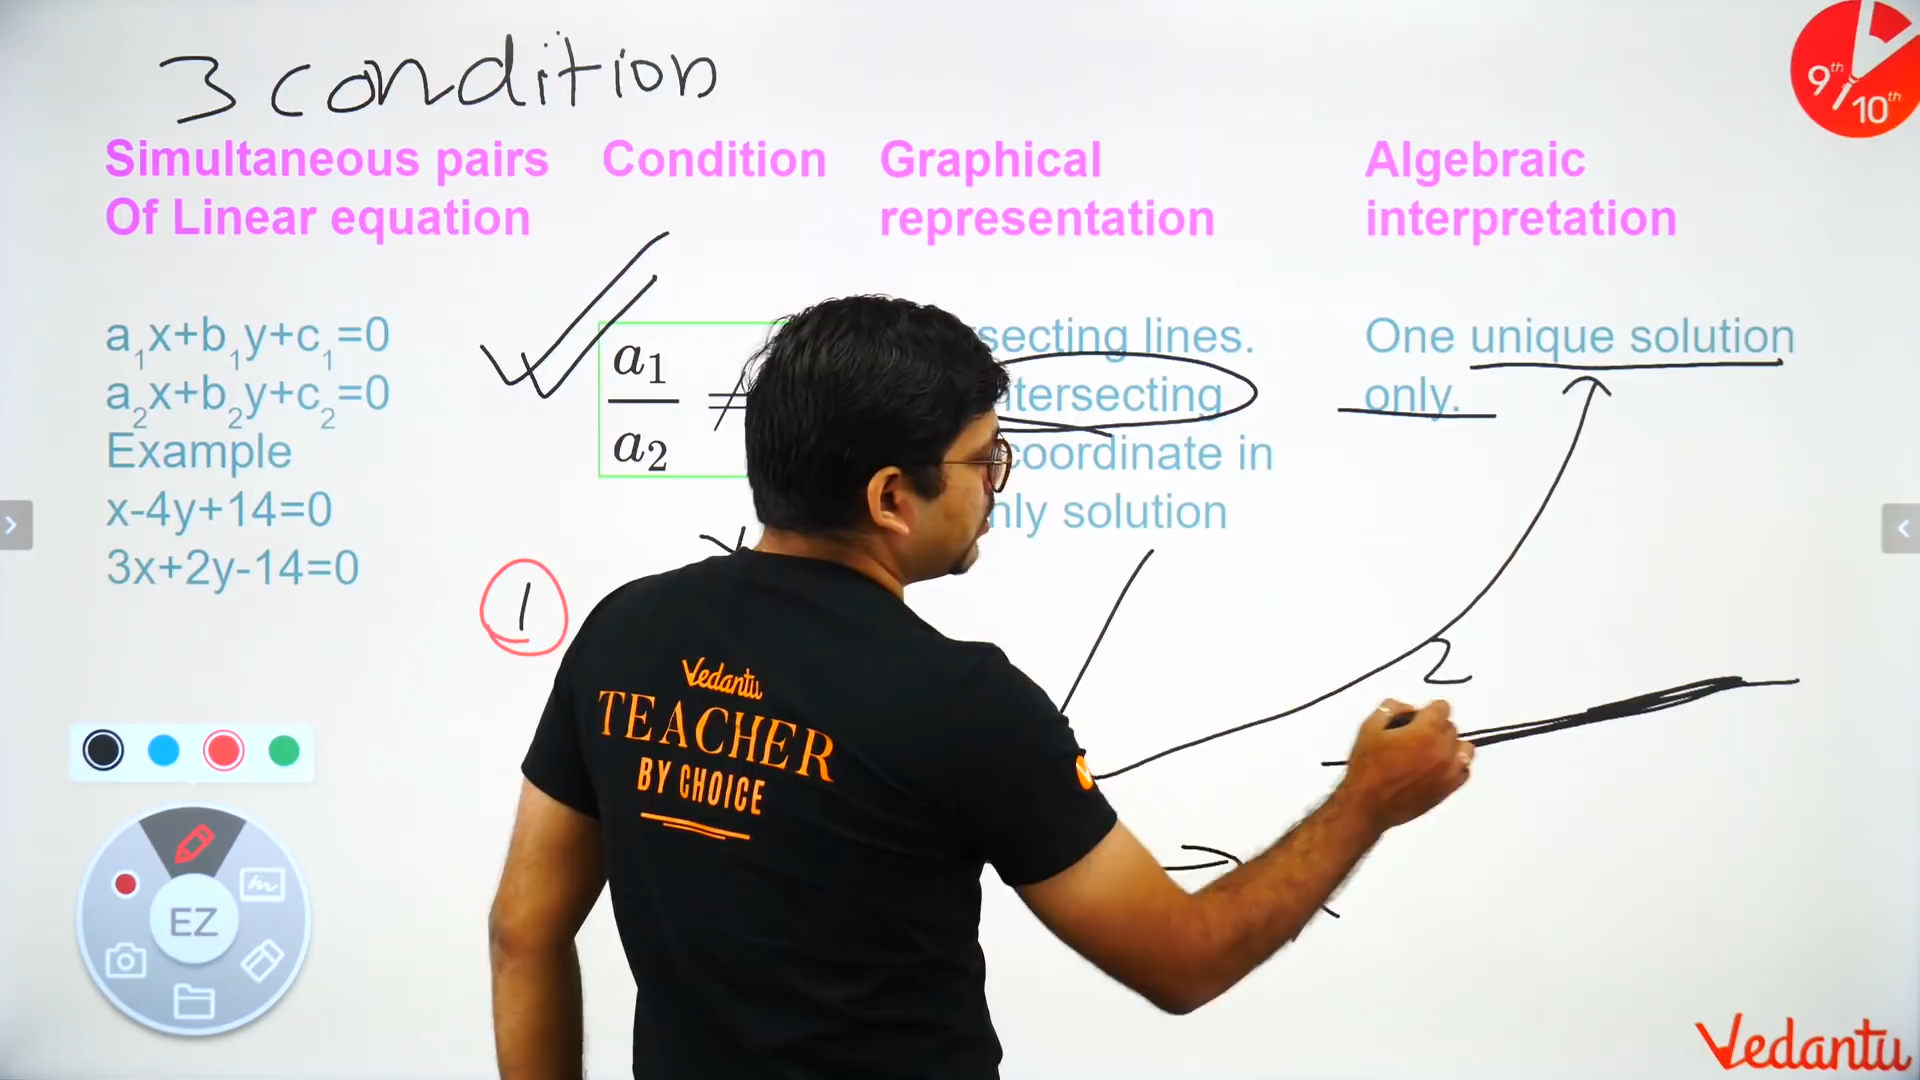 3 condition
9th/10th
Simultaneous pairs
Of Linear equation
Condition
Graphical
representation
Algebraic
interpretation
a1x+b1y+c1=0
a2x+b2y+c2=0
Example
x-4y+14=0
3x+2y-14=0
a1
a2
≠
secting lines.
tersecting
coordinate in
nly solution
One unique solution
only.
1
2
Vedantu
TEACHER
BY CHOICE
EZ
Vedantu